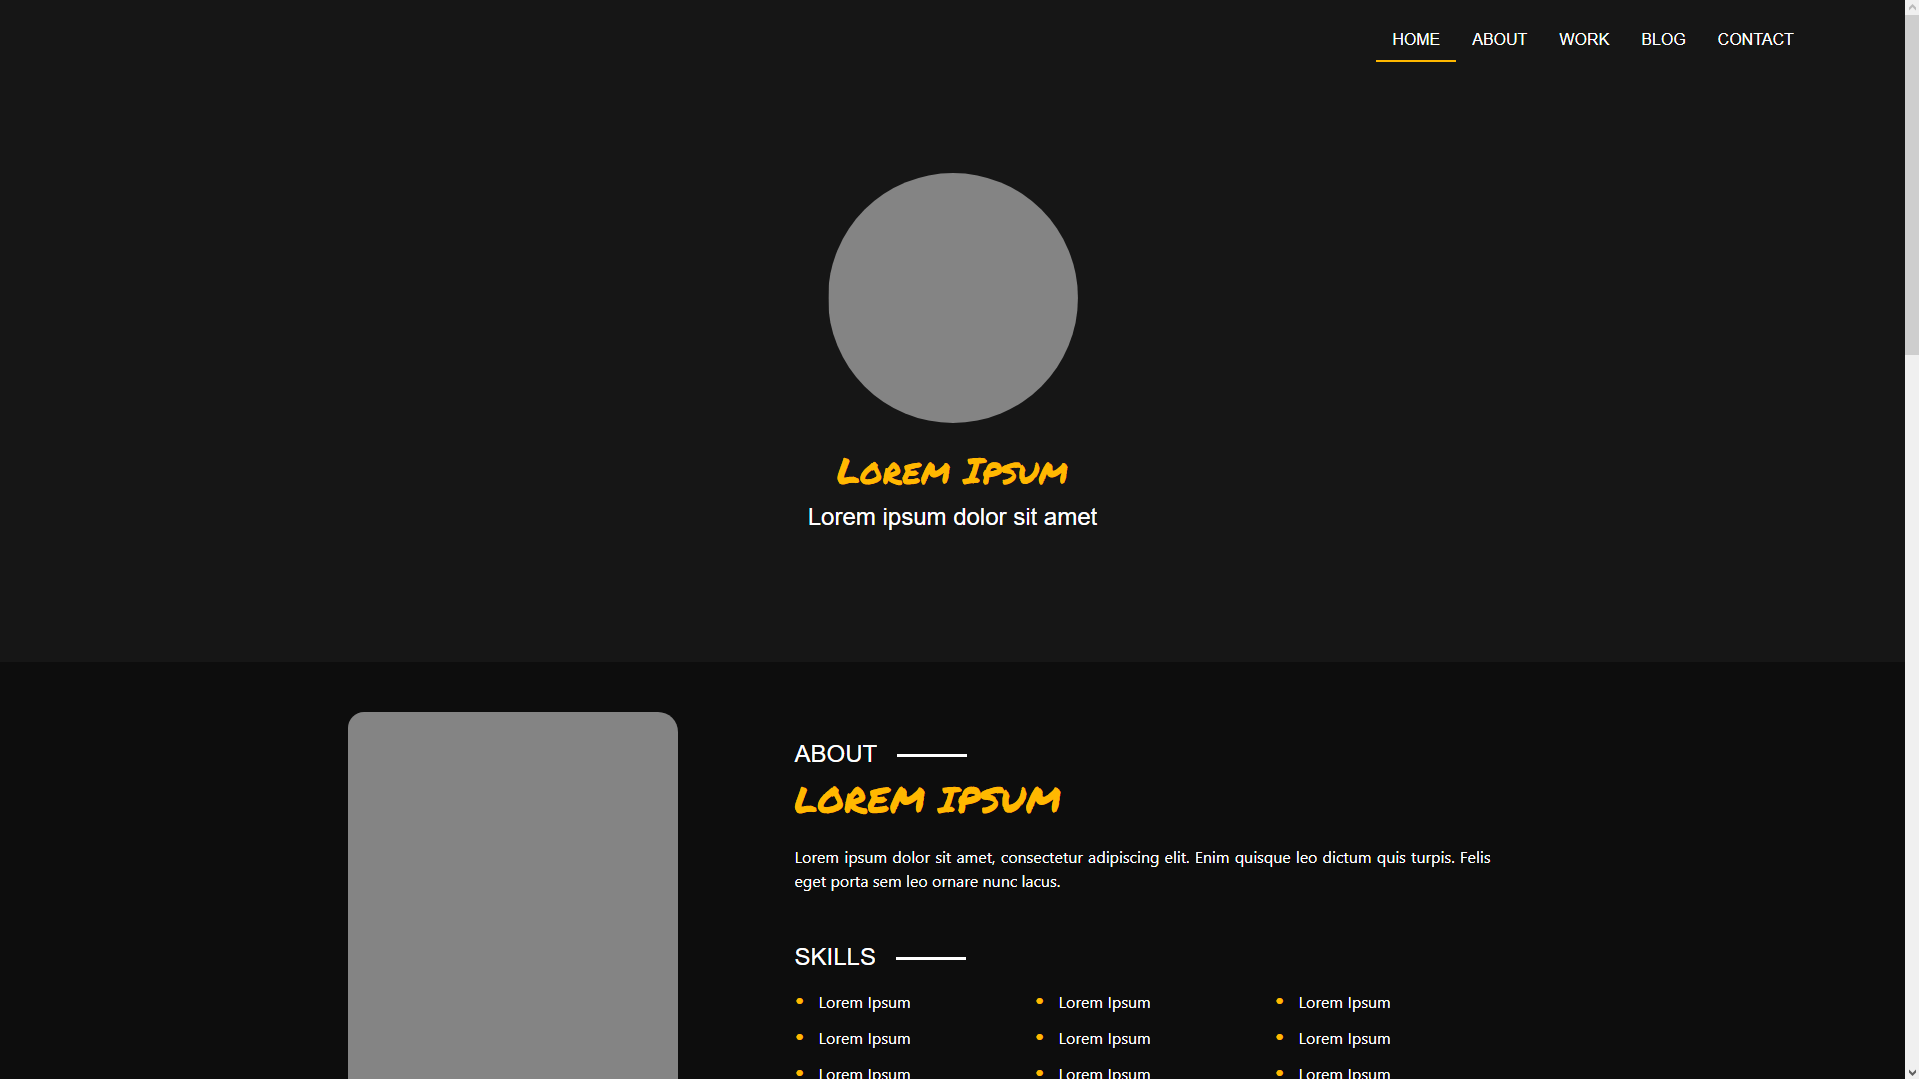 HOME ABOUT WORK BLOG CONTACT
Lorem Ipsum
Lorem ipsum dolor sit amet
ABOUT
LOREM IPSUM
Lorem ipsum dolor sit amet, consectetur adipiscing elit. Enim quisque leo dictum quis turpis. Felis
eget porta sem leo ornare nunc lacus.
SKILLS
• Lorem Ipsum • Lorem Ipsum • Lorem Ipsum
• Lorem Ipsum • Lorem Ipsum • Lorem Ipsum
• Lorem Ipsum • Lorem Ipsum • Lorem Ipsum